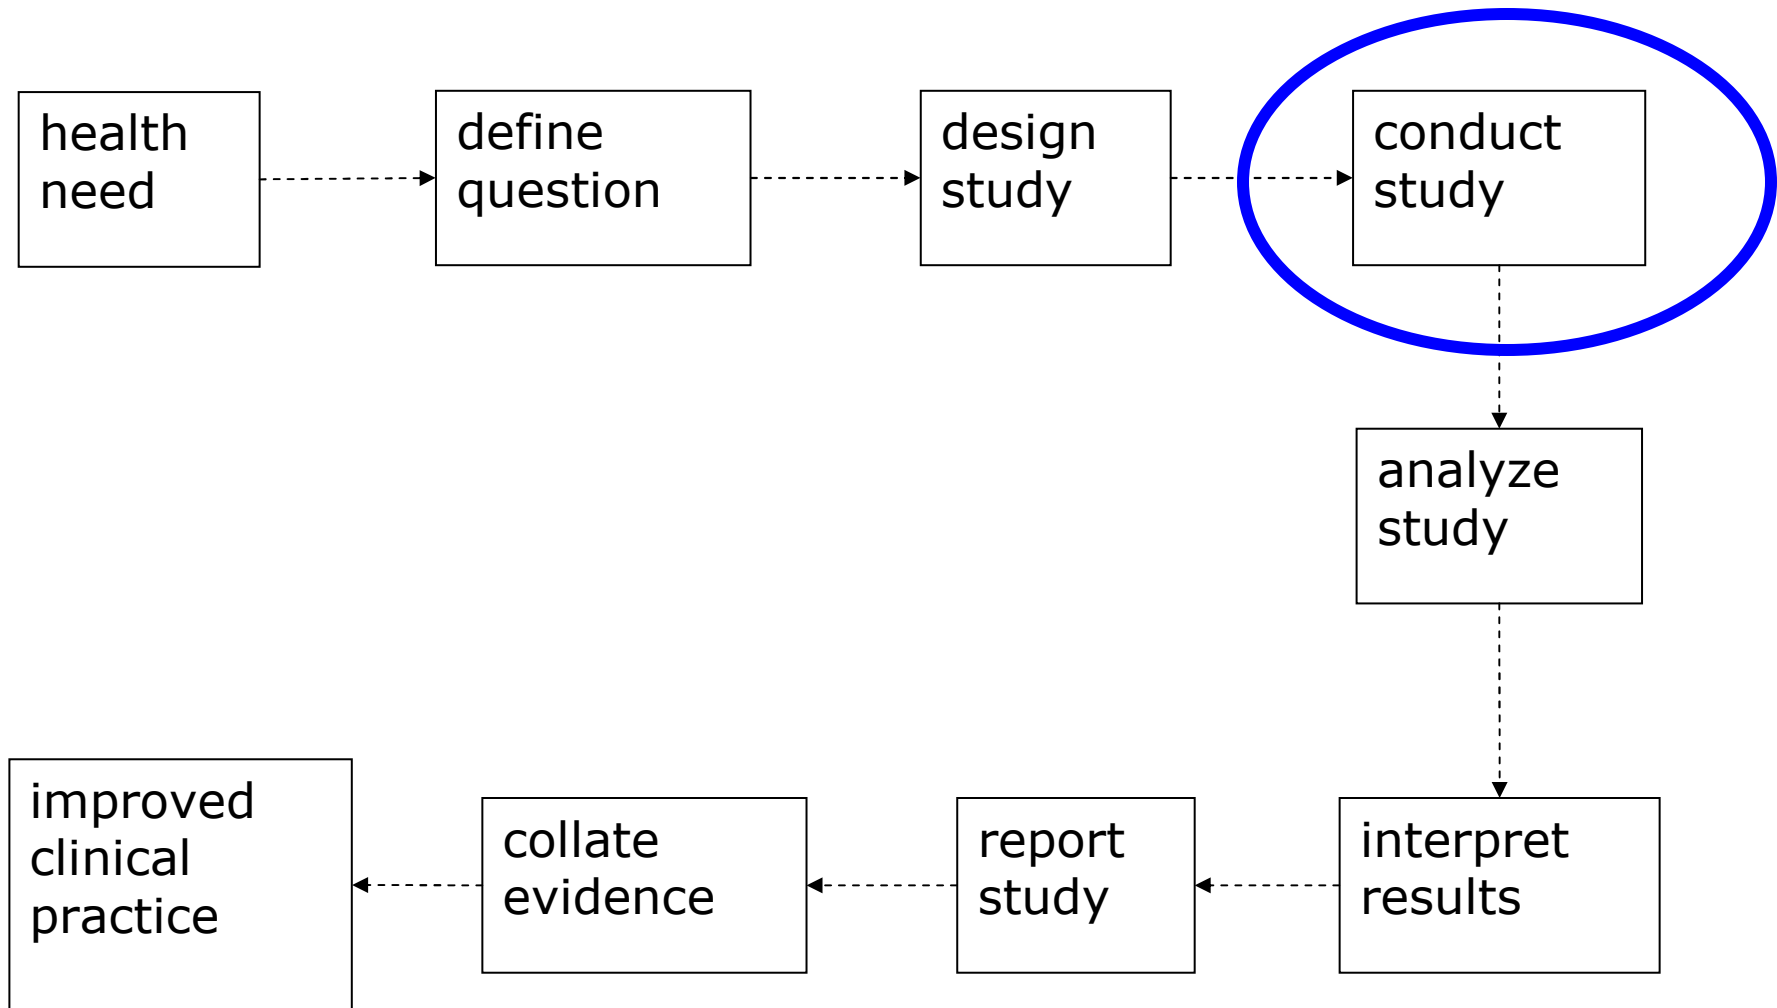 health
need
define
question
design
study
conduct
study
analyze
study
interpret
results
report
study
collate
evidence
improved
clinical
practice